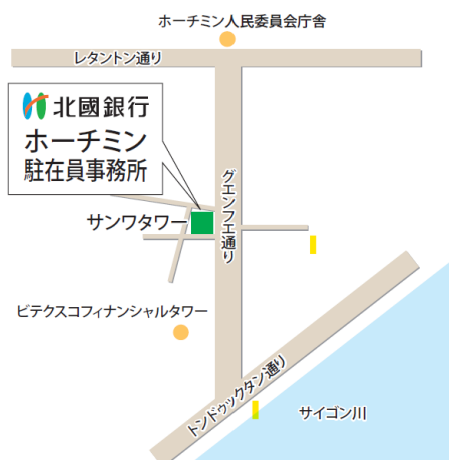 ホーチミン人民委員会庁舎
レタントン通り
北國銀行
ホーチミン
駐在員事務所
グエンフエ通り
サンワタワー
ビテクスコフィナンシャルタワー
トンドゥックタン通り
サイゴン川